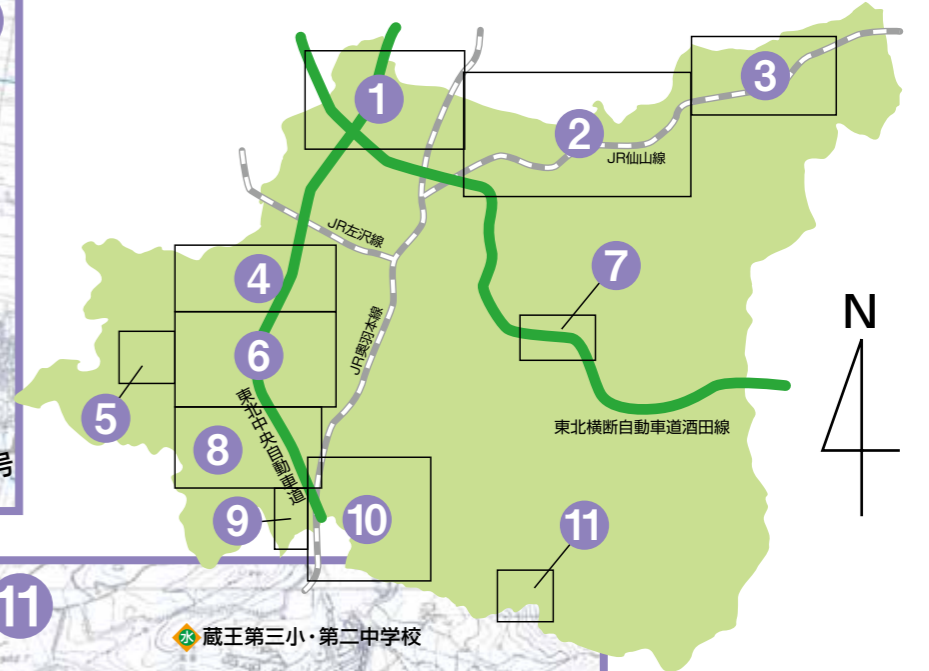 1
2
3
JR仙山線
JR左沢線
4
7
N
JR奥羽本線
6
5
東北中央自動車道
東北横断自動車道酒田線
8
号
9
10
11
11
水
蔵王第三小・第二中学校